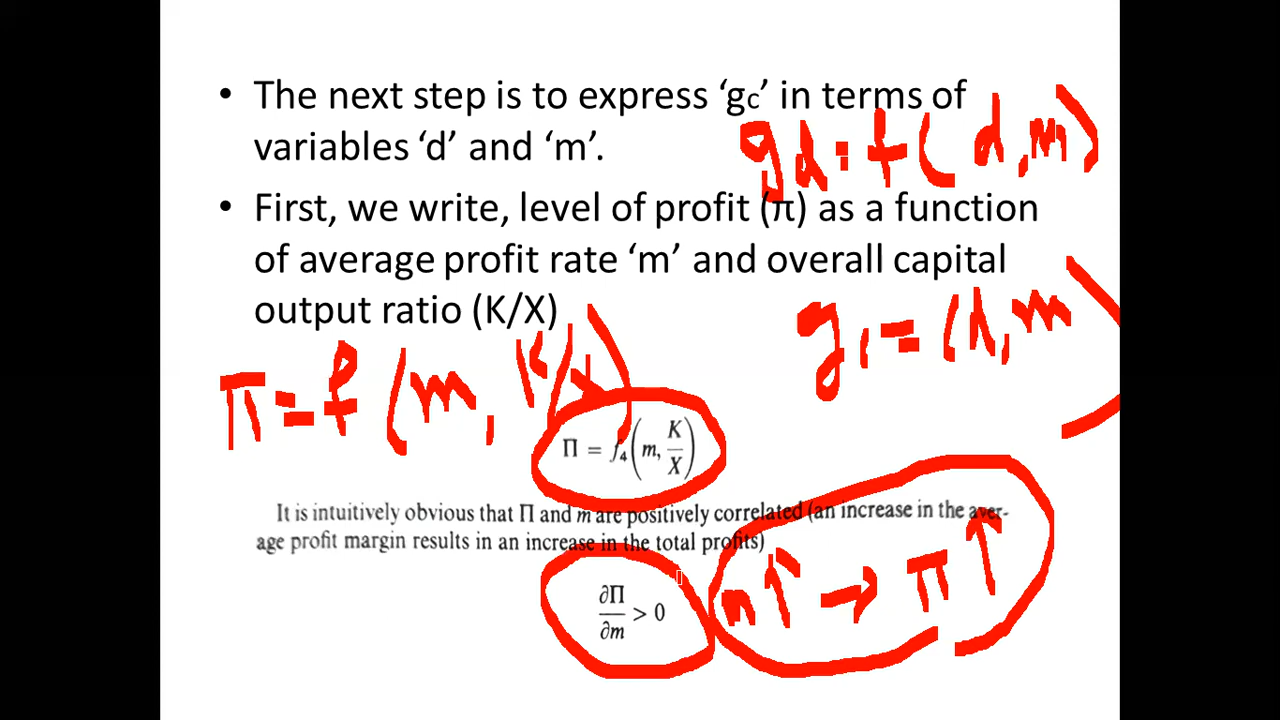 • The next step is to express ‘gc’ in terms of
variables ‘d’ and ‘m’.
gd = f(d,m)
• First, we write, level of profit (π) as a function
of average profit rate ‘m’ and overall capital
output ratio (K/X)
gc = (d,m)
π = f(m, K/X)
Π = f₄(m, K/X)
It is intuitively obvious that Π and m are positively correlated (an increase in the aver-
age profit margin results in an increase in the total profits)
∂Π/∂m > 0
m↑ → π↑